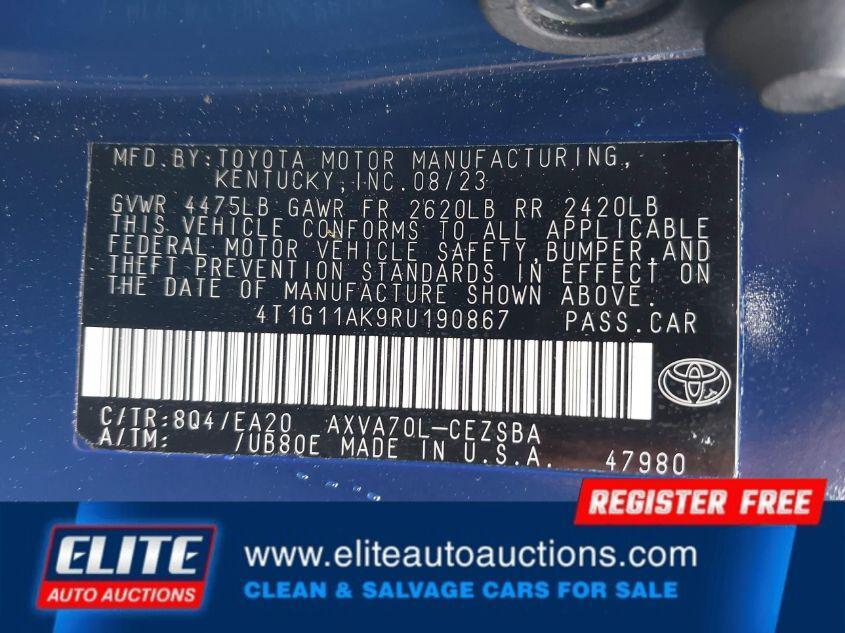 MFD. BY: TOYOTA MOTOR MANUFACTURING.,
KENTUCKY, INC. 08/23
GVWR 4475LB GAWR FR 2620LB RR 2420LB
THIS VEHICLE CONFORMS TO ALL APPLICABLE
FEDERAL MOTOR VEHICLE SAFETY, BUMPER, AND
THEFT PREVENTION STANDARDS IN EFFECT ON
THE DATE OF MANUFACTURE SHOWN ABOVE.
4T1G11AK9RU190867 PASS. CAR
C/TR: 8Q4/EA20 AXVA70L-CEZSBA
A/TM: /UB80E MADE IN U.S.A. 47980
REGISTER FREE
ELITE
AUTO AUCTIONS
www.eliteautoauctions.com
CLEAN & SALVAGE CARS FOR SALE